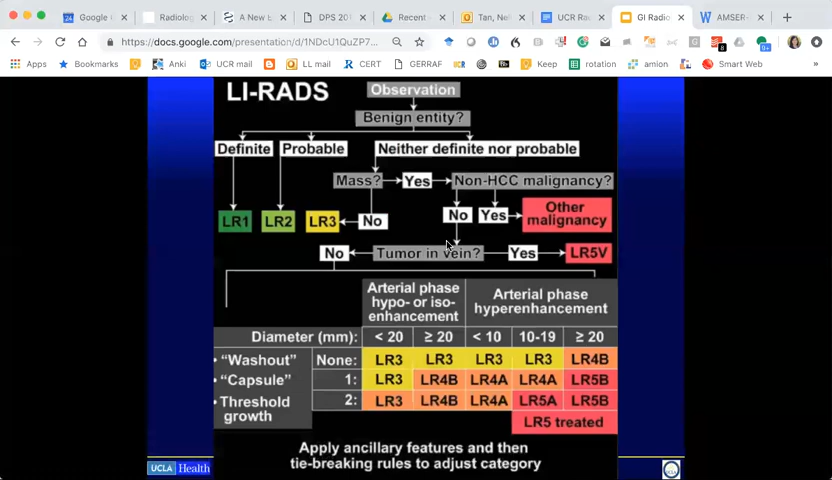 Google
Radiolog
A New E
DPS 201
Recent
Tan, Ne
UCR Ra
GI Radio
AMSER
https://docs.google.com/presentation/d/1NDcU1QuZP7...
Apps
Bookmarks
Anki
UCR mail
LL mail
CERT
GERRAF
Keep
rotation
amion
Smart Web
LI-RADS
Observation
Benign entity?
Definite
Probable
Neither definite nor probable
Mass?
Yes
Non-HCC malignancy?
LR1
LR2
LR3
No
No
Yes
Other
malignancy
No
Tumor in vein?
Yes
LR5V
Arterial phase
hypo- or iso-
enhancement
Arterial phase
hyperenhancement
Diameter (mm): < 20 ≥ 20 < 10 10-19 ≥ 20
• "Washout" None: LR3 LR3 LR3 LR3 LR4B
• "Capsule" 1: LR3 LR4B LR4A LR4A LR5B
• Threshold 2: LR3 LR4B LR4A LR5A LR5B
growth
LR5 treated
Apply ancillary features and then
tie-breaking rules to adjust category
UCLA Health